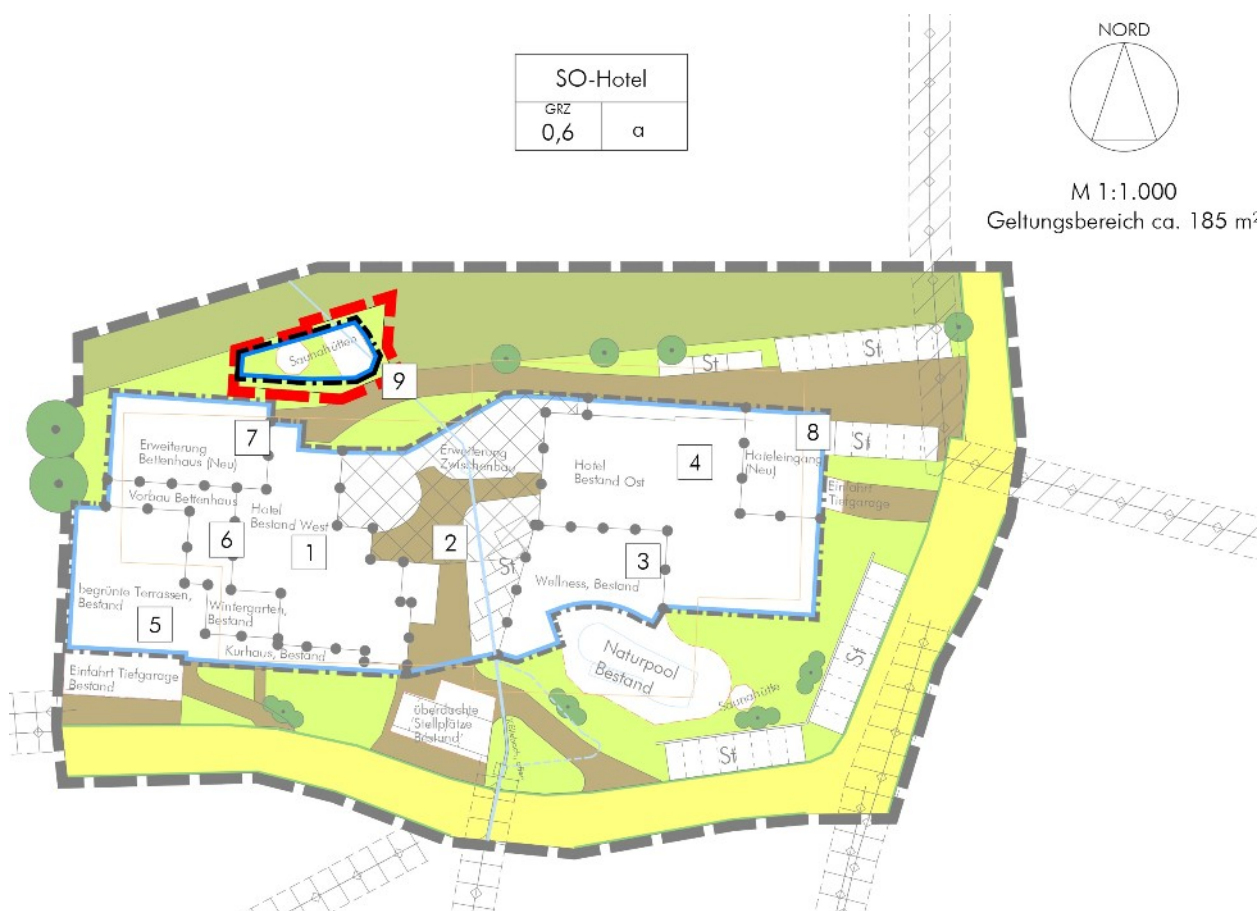 NORD
SO-Hotel
GRZ
0,6
a
M 1:1.000
Geltungsbereich ca. 185 m²
Saunahütten
St
St
9
7
8
Erweiterung
Bettenhaus (Neu)
Erweiterung
Zwischenbau
Hotel
Bestand Ost
4
Hoteleingang
(Neu)
St
Vorbau Bettenhaus
Hotel
Bestand West
Einfahrt
Tiefgarage
6
1
2
St
3
Wellness, Bestand
begrünte Terrassen,
Bestand
Wintergarten,
Bestand
5
Kurhaus, Bestand
Naturpool
Bestand
St
Einfahrt Tiefgarage
Bestand
Saunahütte
überdachte
Stellplätze
Bestand
St